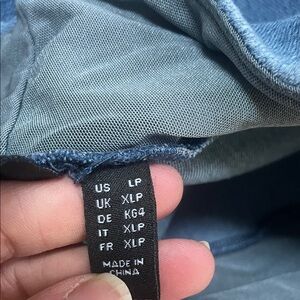 US LP
UK XLP
DE KG4
IT XLP
FR XLP
MADE IN
CHINA